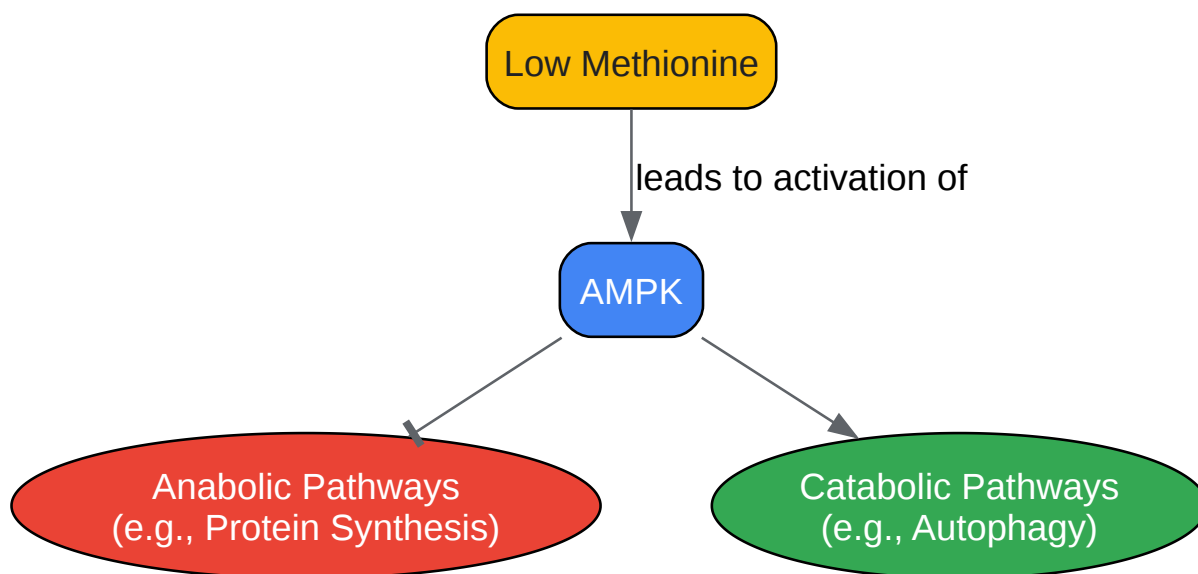 Low Methionine
leads to activation of
AMPK
Anabolic Pathways
(e.g., Protein Synthesis)
Catabolic Pathways
(e.g., Autophagy)